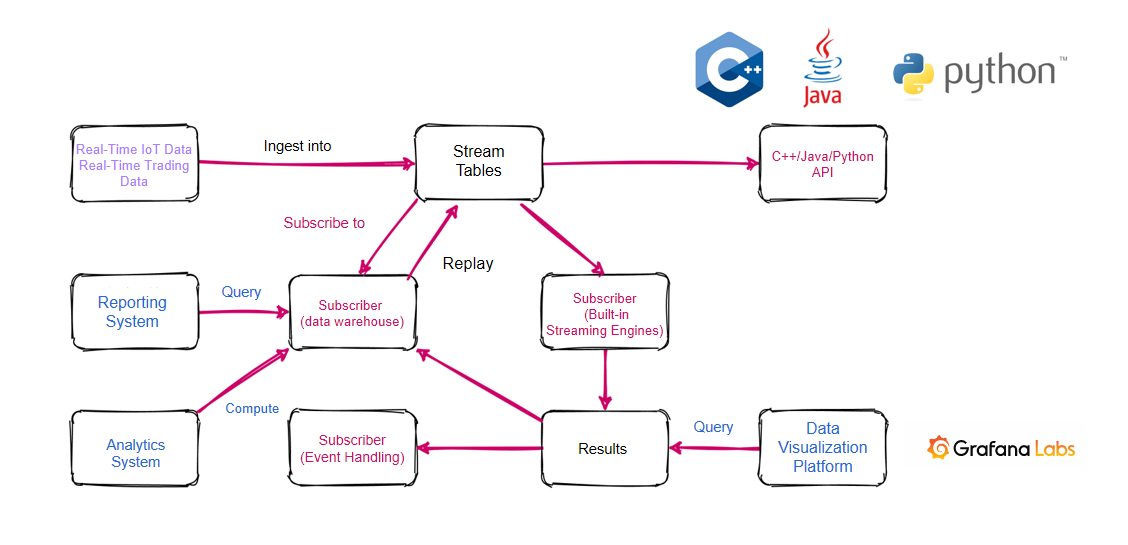 C++
Java
python™
Real-Time IoT Data
Real-Time Trading
Data
Ingest into
Stream
Tables
C++/Java/Python
API
Subscribe to
Replay
Reporting
System
Query
Subscriber
(data warehouse)
Subscriber
(Built-in
Streaming Engines)
Analytics
System
Compute
Subscriber
(Event Handling)
Results
Query
Data
Visualization
Platform
Grafana Labs